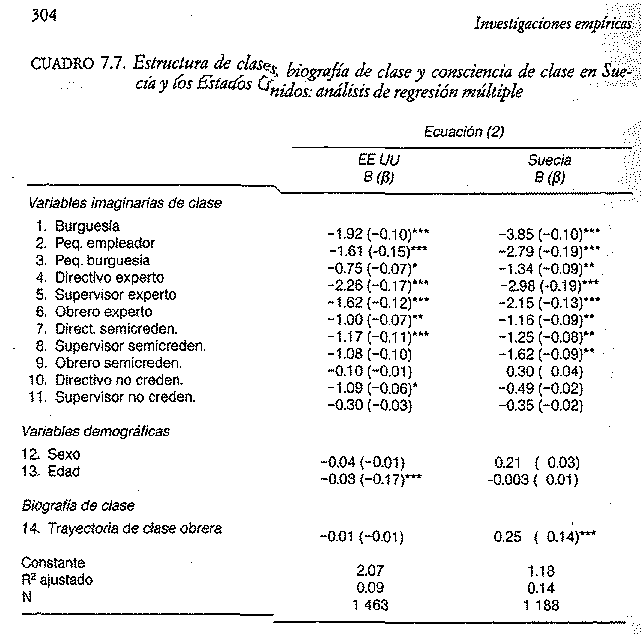 304
Investigaciones empíricas
CUADRO 7.7. Estructura de clases, biografía de clase y consciencia de clase en Sue-
cia y los Estados Unidos: análisis de regresión múltiple
Ecuación (2)
EE UU Suecia
B (β) B (β)
Variables imaginarias de clase
1. Burguesía −1.92 (−0.10)*** −3.85 (−0.10)***
2. Peq. empleador −1.61 (−0.15)*** −2.79 (−0.19)***
3. Peq. burguesía −0.75 (−0.07)* −1.34 (−0.09)**
4. Directivo experto −2.26 (−0.17)*** −2.98 (−0.19)***
5. Supervisor experto −1.62 (−0.12)*** −2.15 (−0.13)***
6. Obrero experto −1.00 (−0.07)** −1.16 (−0.09)**
7. Direct. semicreden. −1.17 (−0.11)*** −1.25 (−0.08)**
8. Supervisor semicreden. −1.08 (−0.10) −1.62 (−0.09)**
9. Obrero semicreden. −0.10 (−0.01) 0.30 ( 0.04)
10. Directivo no creden. −1.09 (−0.06)* −0.49 (−0.02)
11. Supervisor no creden. −0.30 (−0.03) −0.35 (−0.02)
Variables demográficas
12. Sexo −0.04 (−0.01) 0.21 ( 0.03)
13. Edad −0.03 (−0.17)*** −0.003 ( 0.01)
Biografía de clase
14. Trayectoria de clase obrera −0.01 (−0.01) 0.25 ( 0.14)***
Constante 2.07 1.18
R² ajustado 0.09 0.14
N 1 463 1 188